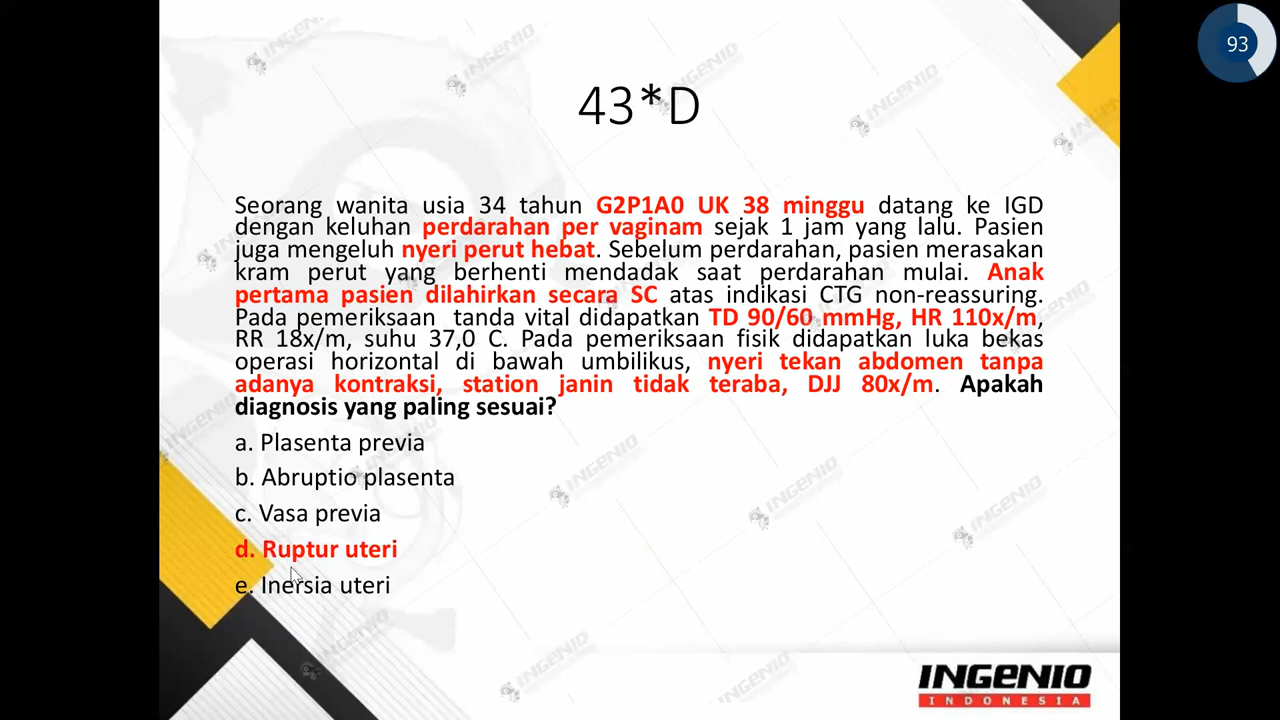 93
43*D
Seorang wanita usia 34 tahun G2P1A0 UK 38 minggu datang ke IGD
dengan keluhan perdarahan per vaginam sejak 1 jam yang lalu. Pasien
juga mengeluh nyeri perut hebat. Sebelum perdarahan, pasien merasakan
kram perut yang berhenti mendadak saat perdarahan mulai. Anak
pertama pasien dilahirkan secara SC atas indikasi CTG non-reassuring.
Pada pemeriksaan tanda vital didapatkan TD 90/60 mmHg, HR 110x/m,
RR 18x/m, suhu 37,0 C. Pada pemeriksaan fisik didapatkan luka bekas
operasi horizontal di bawah umbilikus, nyeri tekan abdomen tanpa
adanya kontraksi, station janin tidak teraba, DJJ 80x/m. Apakah
diagnosis yang paling sesuai?
a. Plasenta previa
b. Abruptio plasenta
c. Vasa previa
d. Ruptur uteri
e. Inersia uteri
INGENIO
INDONESIA